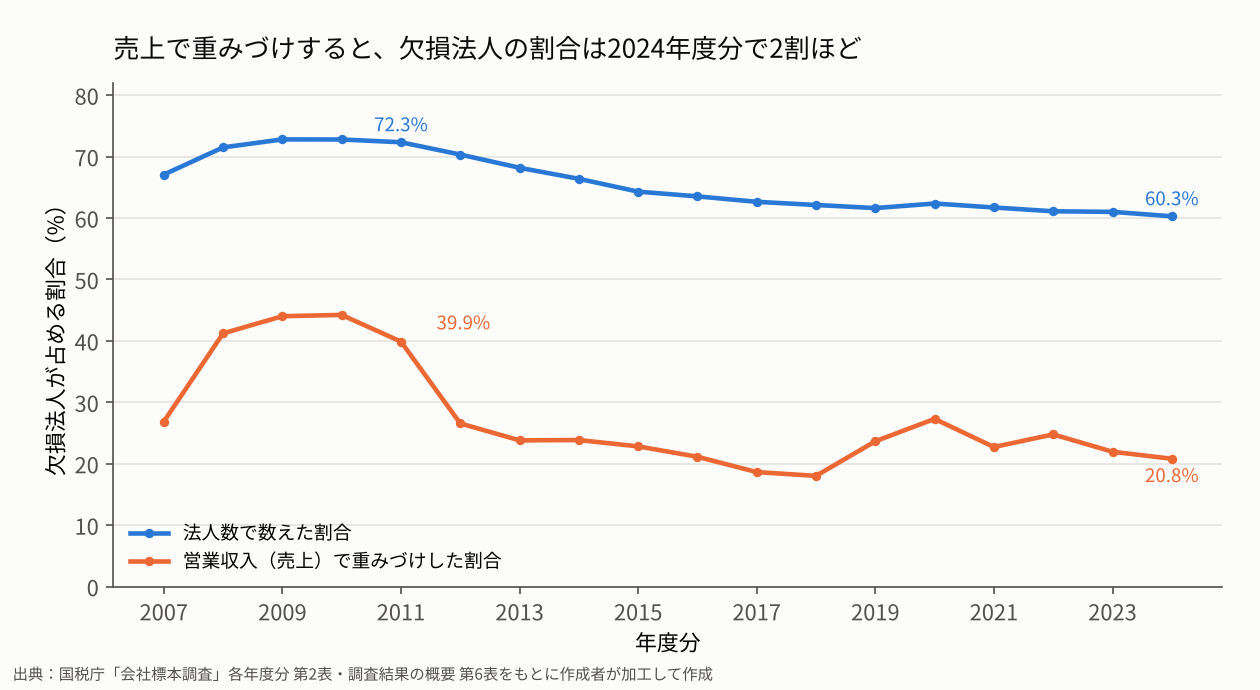 売上で重みづけすると、欠損法人の割合は2024年度分で2割ほど
欠損法人が占める割合（%）
80
70
60
50
40
30
20
10
0
72.3%
60.3%
39.9%
20.8%
法人数で数えた割合
営業収入（売上）で重みづけした割合
2007 2009 2011 2013 2015 2017 2019 2021 2023
年度分
出典：国税庁「会社標本調査」各年度分 第2表・調査結果の概要 第6表をもとに作成者が加工して作成